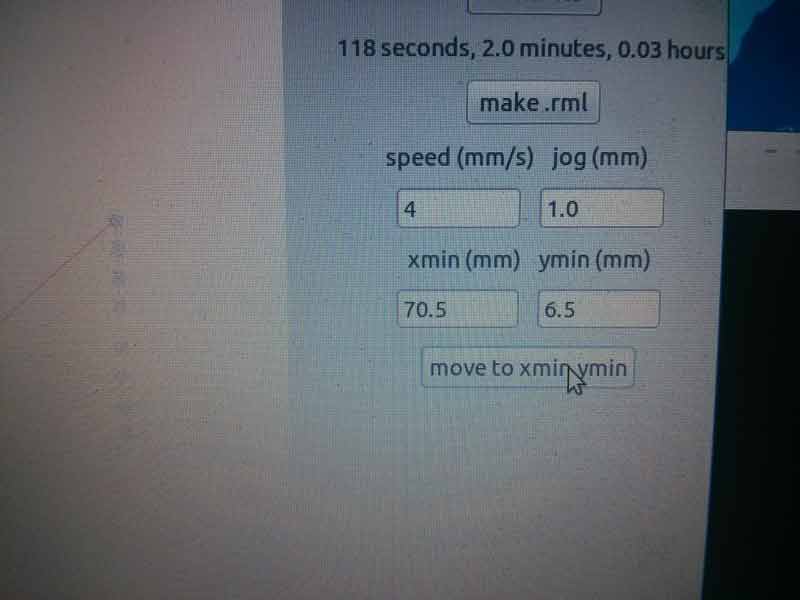 118 seconds, 2.0 minutes, 0.03 hours
make .rml
speed (mm/s) jog (mm)
4 1.0
xmin (mm) ymin (mm)
70.5 6.5
move to xmin,ymin